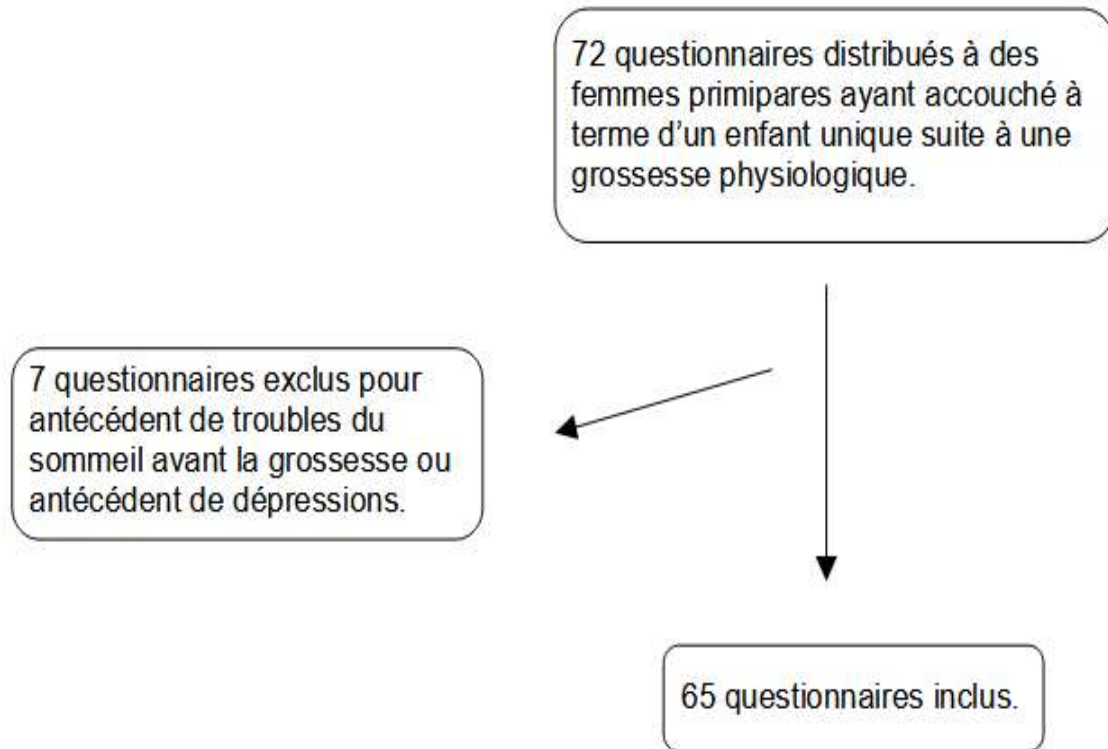 72 questionnaires distribués à des
femmes primipares ayant accouché à
terme d'un enfant unique suite à une
grossesse physiologique.
7 questionnaires exclus pour
antécédent de troubles du
sommeil avant la grossesse ou
antécédent de dépressions.
65 questionnaires inclus.